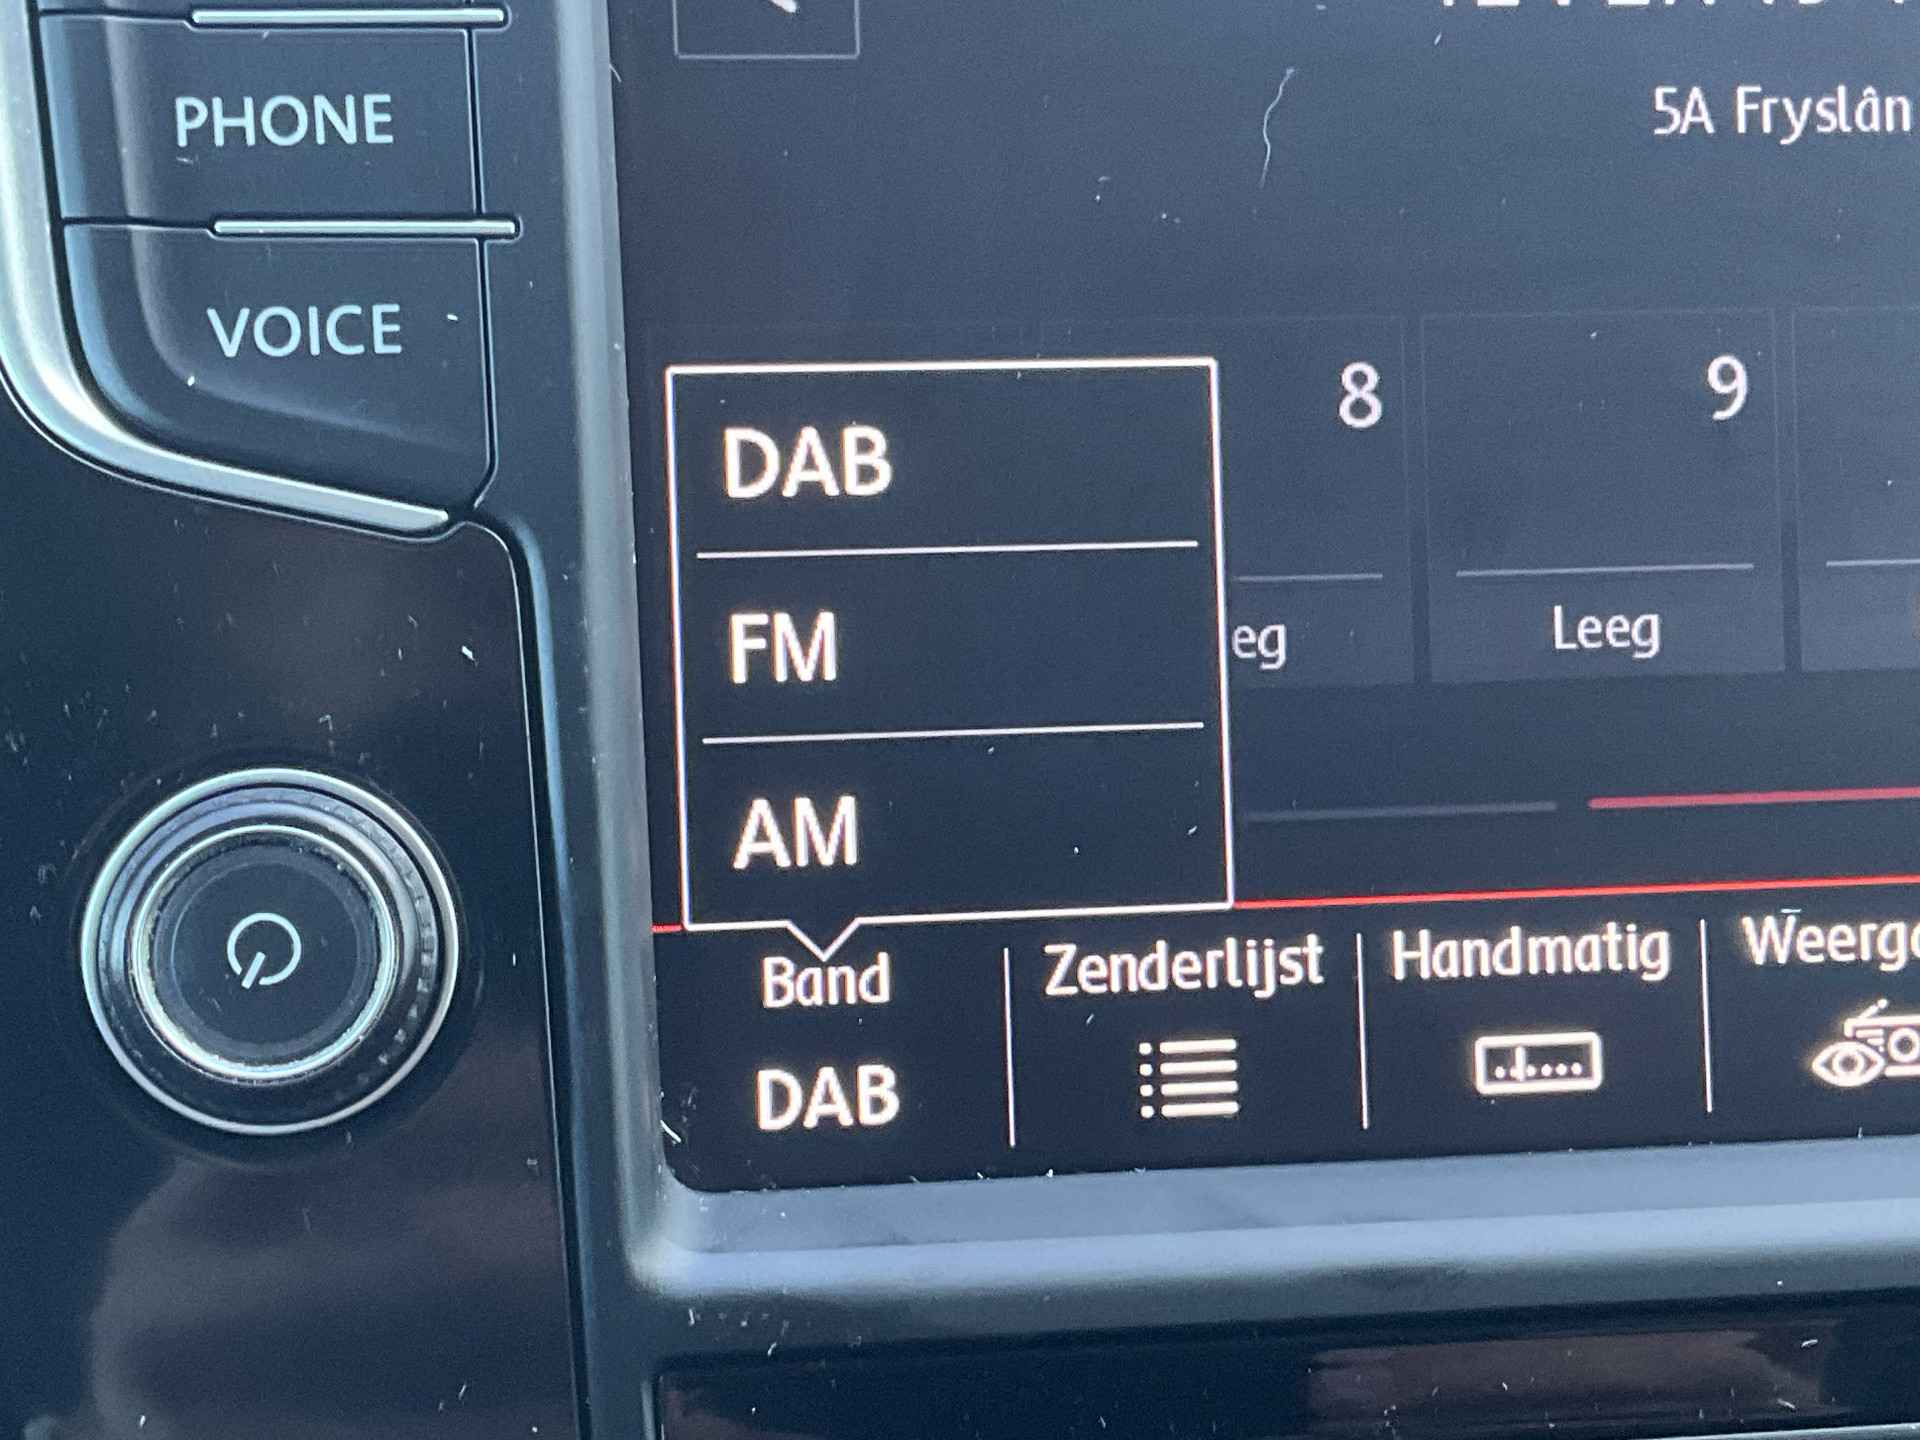 PHONE
VOICE
5A Fryslân
8
9
DAB
FM
AM
eg
Leeg
Band
DAB
Zenderlijst
Handmatig